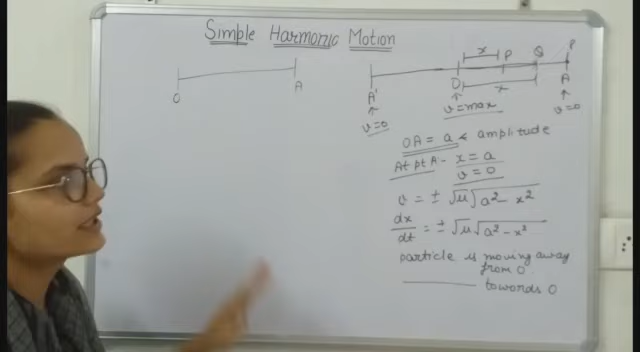 Simple Harmonic Motion
O A
x P Q P
A' O x A
v=0 v=max v=0
OA = a ← amplitude
At pt A - x = a
v = 0
v = ± √μ √a² - x²
dx/dt = ± √μ √a² - x²
particle is moving away
from O.
———— towards O